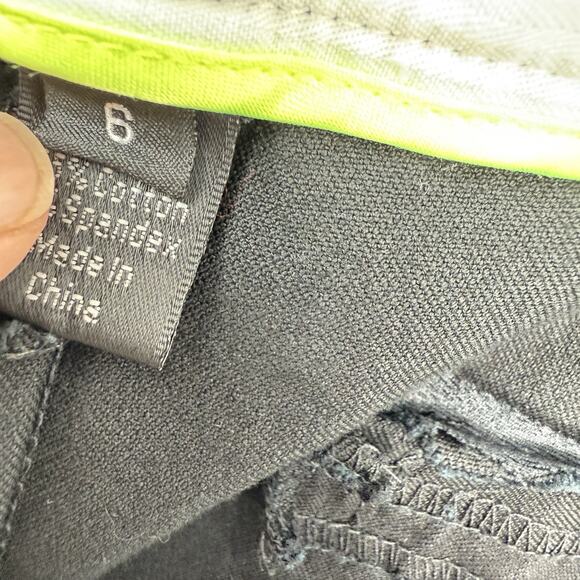 6
% Cotton
Spandex
Made In
China